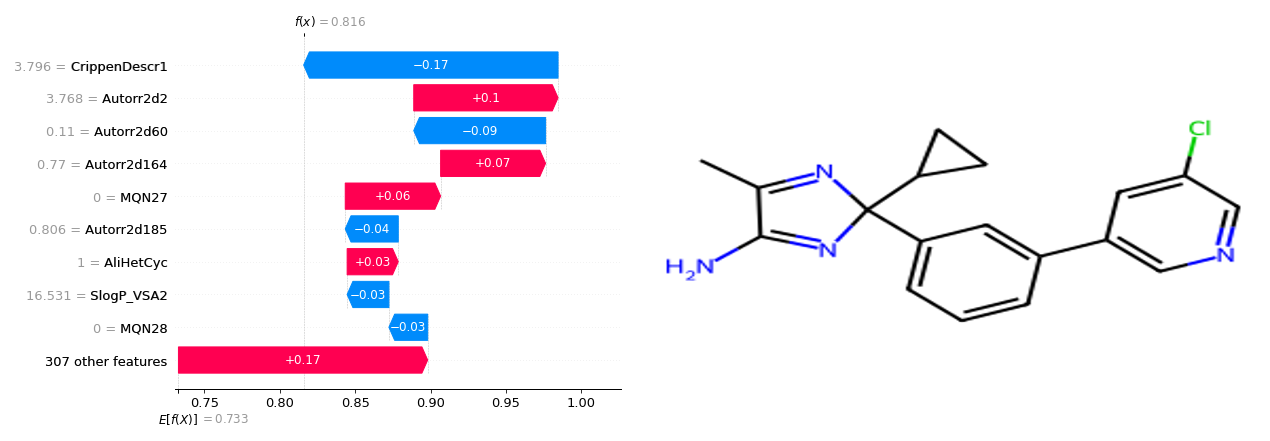 f(x) = 0.816
3.796 = CrippenDescr1 −0.17
3.768 = Autorr2d2 +0.1
0.11 = Autorr2d60 −0.09
0.77 = Autorr2d164 +0.07
0 = MQN27 +0.06
0.806 = Autorr2d185 −0.04
1 = AliHetCyc +0.03
16.531 = SlogP_VSA2 −0.03
0 = MQN28 −0.03
307 other features +0.17
0.75 0.80 0.85 0.90 0.95 1.00
E[f(X)] = 0.733
Cl
N
N
N
H2N